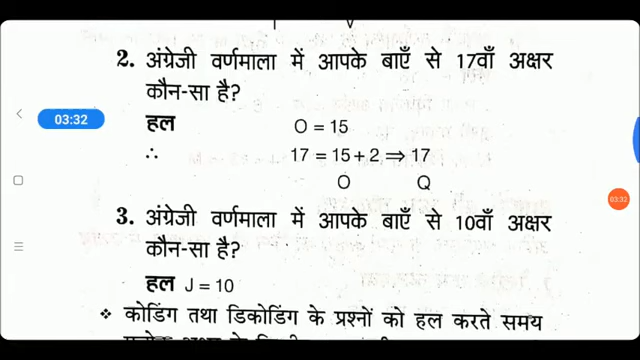 2. अंग्रेजी वर्णमाला में आपके बाएँ से 17वाँ अक्षर
कौन-सा है?
03:32
हल O = 15
∴ 17 = 15 + 2 ⇒ 17
O Q
03:32
3. अंग्रेजी वर्णमाला में आपके बाएँ से 10वाँ अक्षर
कौन-सा है?
हल J = 10
❖ कोडिंग तथा डिकोडिंग के प्रश्नों को हल करते समय